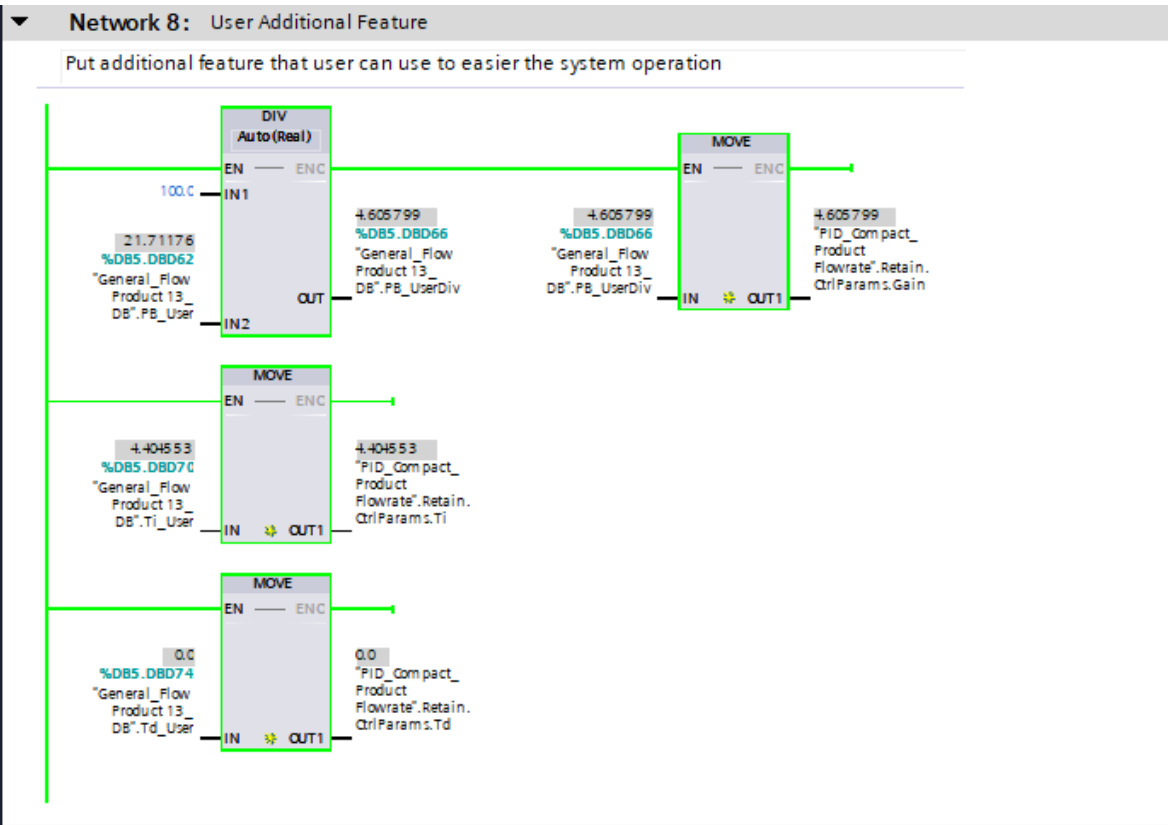 Network 8: User Additional Feature
Put additional feature that user can use to easier the system operation
DIV
Auto (Real)
EN ENO
100.0 IN1
21.71176
%DB5.DBD62
"General_Flow
Product 13_
DB".PB_User
IN2
4.605799
%DB5.DBD66
"General_Flow
Product 13_
DB".PB_UserDiv
OUT
MOVE
EN ENO
4.605799
%DB5.DBD66
"General_Flow
Product 13_
DB".PB_UserDiv
IN OUT1
4.605799
"PID_Compact_
Product
Flowrate".Retain.
CtrlParams.Gain
MOVE
EN ENO
4.404553
%DB5.DBD70
"General_Flow
Product 13_
DB".Ti_User
IN OUT1
4.404553
"PID_Compact_
Product
Flowrate".Retain.
CtrlParams.Ti
MOVE
EN ENO
0.0
%DB5.DBD74
"General_Flow
Product 13_
DB".Td_User
IN OUT1
0.0
"PID_Compact_
Product
Flowrate".Retain.
CtrlParams.Td